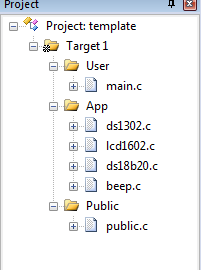 Project
Project: template
Target 1
User
main.c
App
ds1302.c
lcd1602.c
ds18b20.c
beep.c
Public
public.c